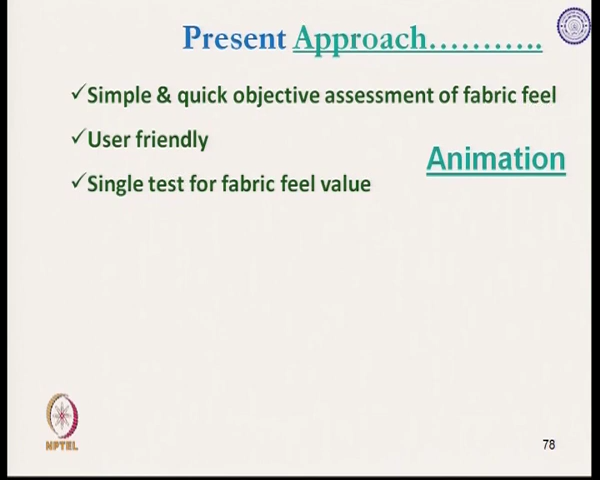 Present Approach………..
✓Simple & quick objective assessment of fabric feel
✓User friendly
Animation
✓Single test for fabric feel value
NPTEL
78